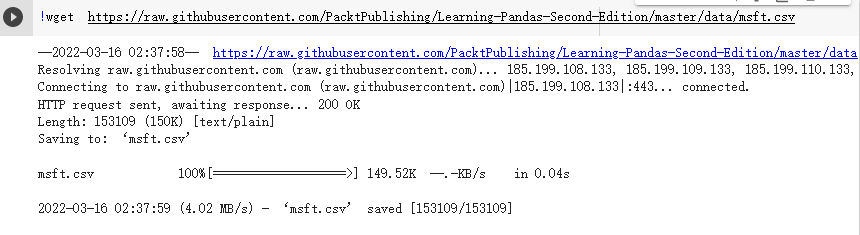 !wget  https://raw.githubusercontent.com/PacktPublishing/Learning-Pandas-Second-Edition/master/data/msft.csv
--2022-03-16 02:37:58--  https://raw.githubusercontent.com/PacktPublishing/Learning-Pandas-Second-Edition/master/data
Resolving raw.githubusercontent.com (raw.githubusercontent.com)... 185.199.108.133, 185.199.109.133, 185.199.110.133,
Connecting to raw.githubusercontent.com (raw.githubusercontent.com)|185.199.108.133|:443... connected.
HTTP request sent, awaiting response... 200 OK
Length: 153109 (150K) [text/plain]
Saving to: ‘msft.csv’
msft.csv            100%[===================>] 149.52K  --.-KB/s    in 0.04s
2022-03-16 02:37:59 (4.02 MB/s) - ‘msft.csv’ saved [153109/153109]